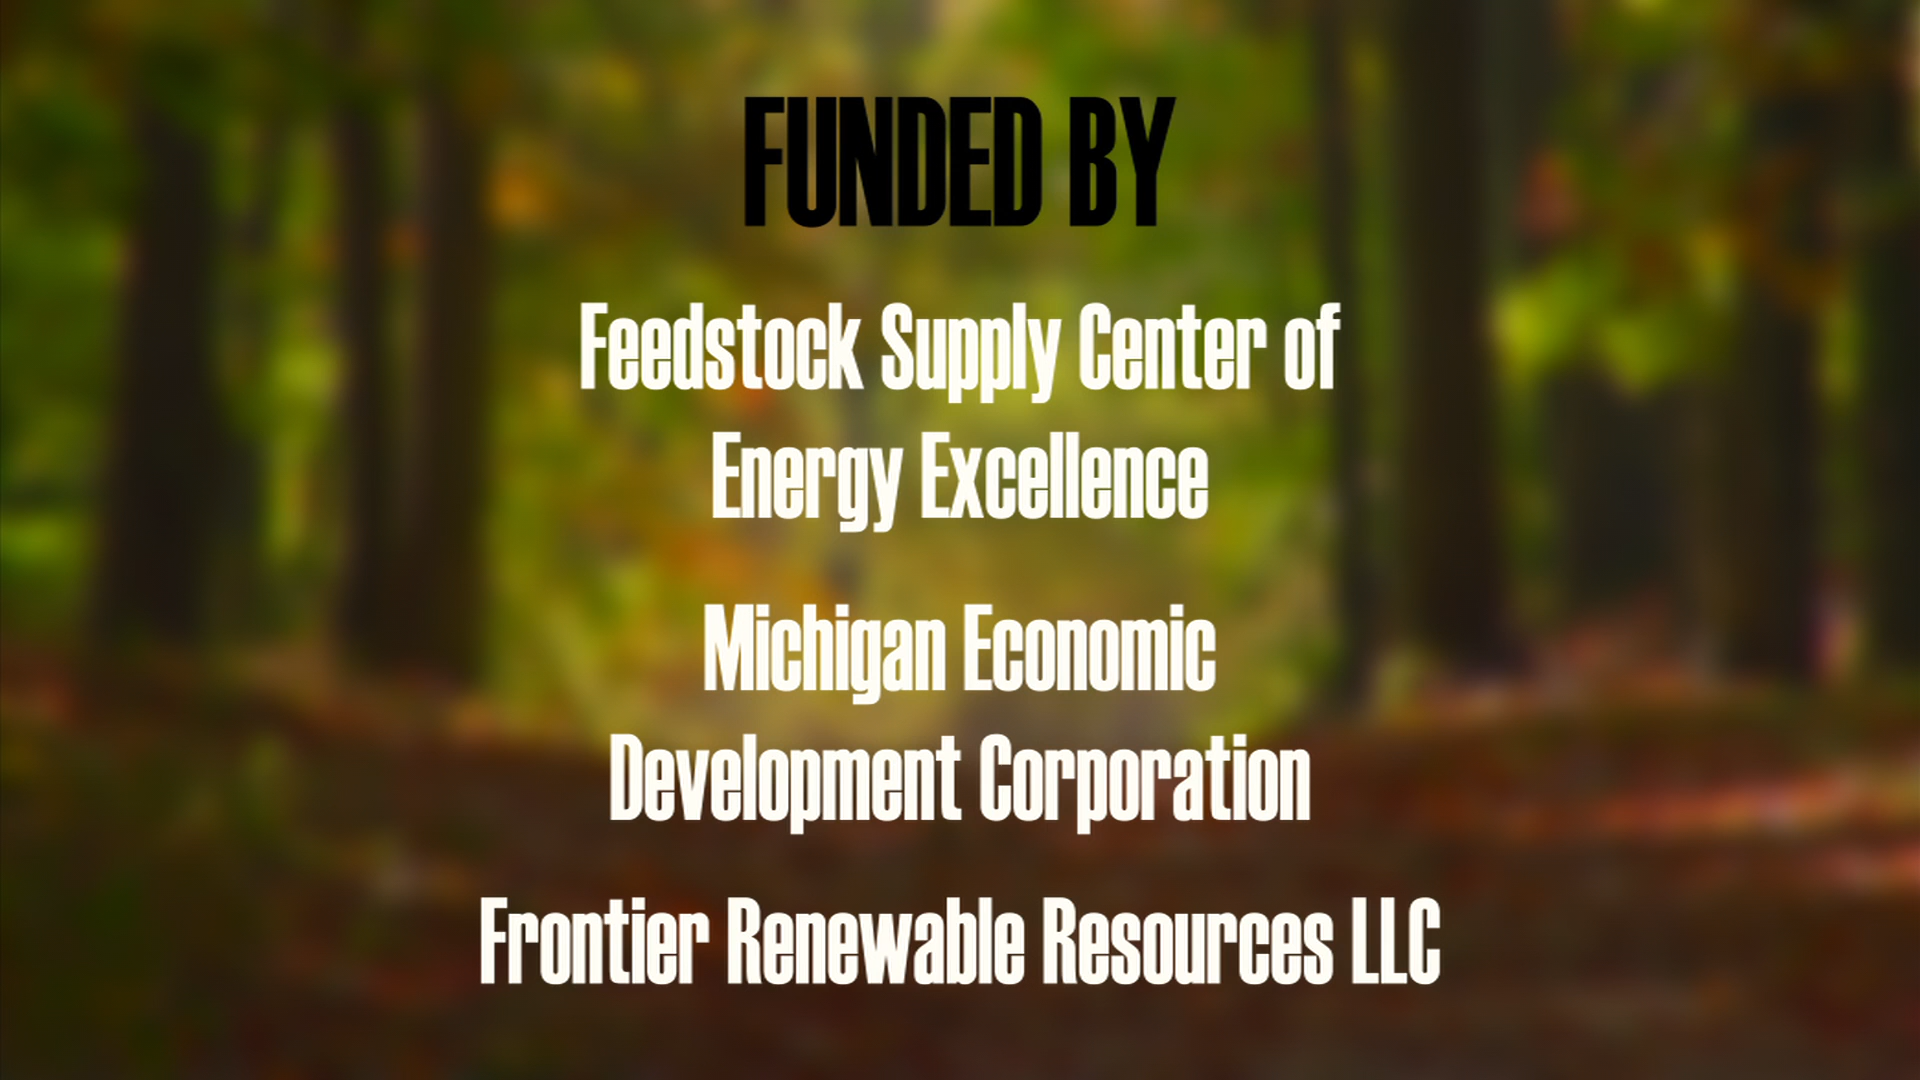 FUNDED BY
Feedstock Supply Center of
Energy Excellence
Michigan Economic
Development Corporation
Frontier Renewable Resources LLC